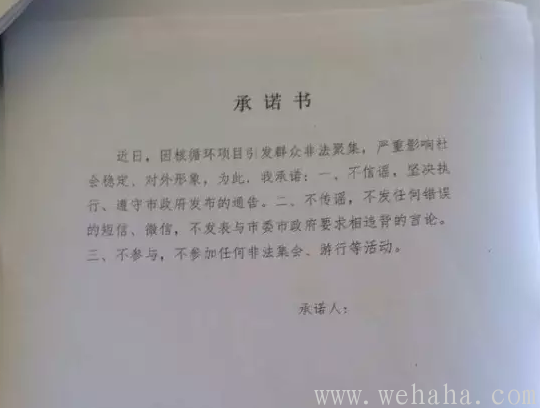 承诺书
近日，因核循环项目引发群众非法聚集，严重影响社
会稳定、对外形象，为此，我承诺：一、不信谣，坚决执
行、遵守市政府发布的通告。二、不传谣，不发任何错误
的短信、微信，不发表与市委市政府要求相违背的言论。
三、不参与，不参加任何非法集会、游行等活动。
承诺人：
www.wehaha.com